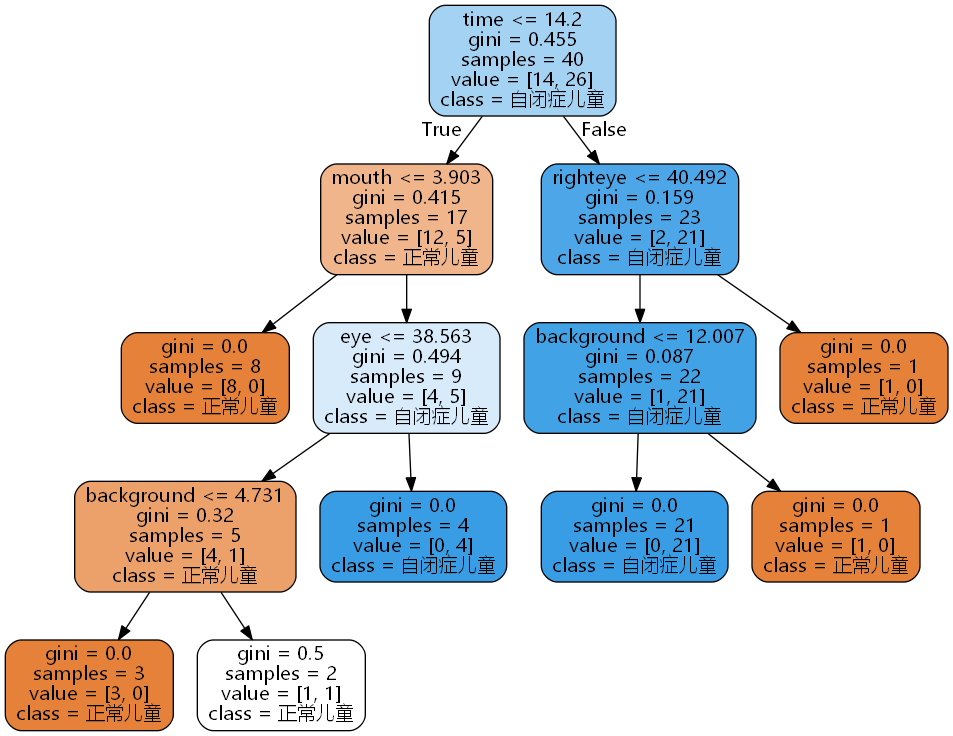 time <= 14.2
gini = 0.455
samples = 40
value = [14, 26]
class = 自闭症儿童
True
False
mouth <= 3.903
gini = 0.415
samples = 17
value = [12, 5]
class = 正常儿童
righteye <= 40.492
gini = 0.159
samples = 23
value = [2, 21]
class = 自闭症儿童
gini = 0.0
samples = 8
value = [8, 0]
class = 正常儿童
eye <= 38.563
gini = 0.494
samples = 9
value = [4, 5]
class = 自闭症儿童
background <= 12.007
gini = 0.087
samples = 22
value = [1, 21]
class = 自闭症儿童
gini = 0.0
samples = 1
value = [1, 0]
class = 正常儿童
background <= 4.731
gini = 0.32
samples = 5
value = [4, 1]
class = 正常儿童
gini = 0.0
samples = 4
value = [0, 4]
class = 自闭症儿童
gini = 0.0
samples = 21
value = [0, 21]
class = 自闭症儿童
gini = 0.0
samples = 1
value = [1, 0]
class = 正常儿童
gini = 0.0
samples = 3
value = [3, 0]
class = 正常儿童
gini = 0.5
samples = 2
value = [1, 1]
class = 正常儿童